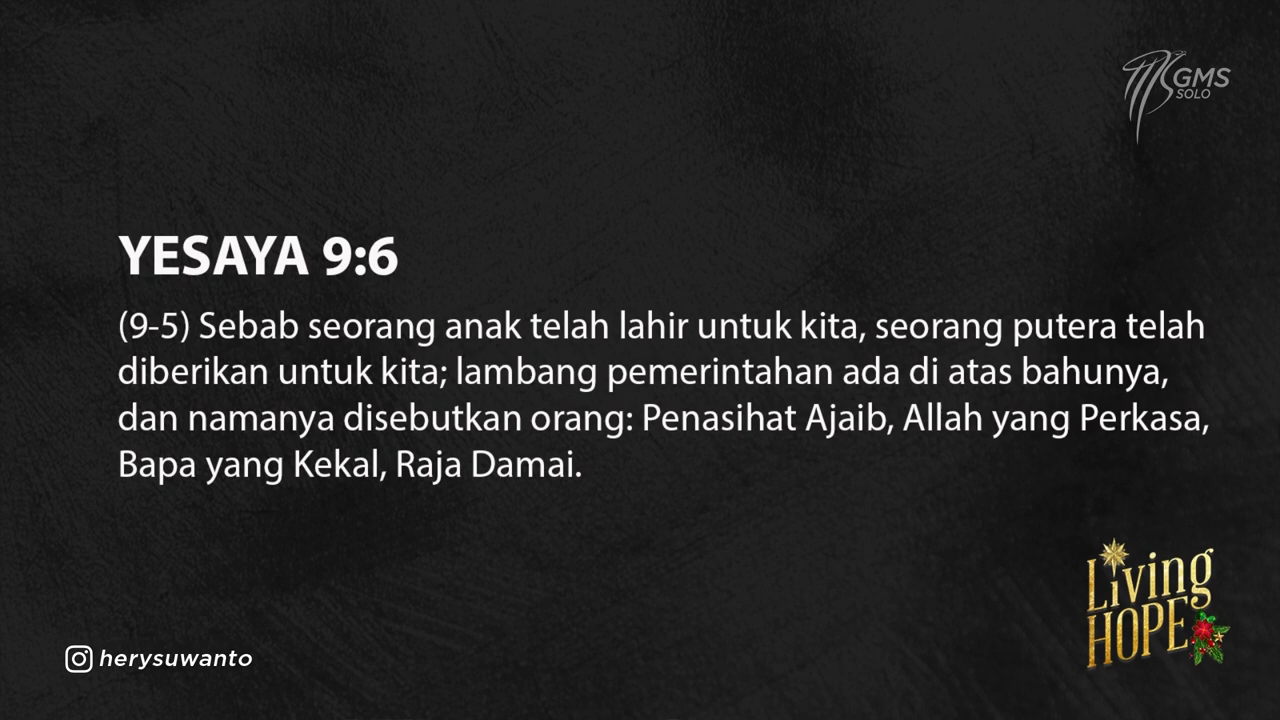 GMS
SOLO
YESAYA 9:6
(9-5) Sebab seorang anak telah lahir untuk kita, seorang putera telah
diberikan untuk kita; lambang pemerintahan ada di atas bahunya,
dan namanya disebutkan orang: Penasihat Ajaib, Allah yang Perkasa,
Bapa yang Kekal, Raja Damai.
Living
HOPE
herysuwanto